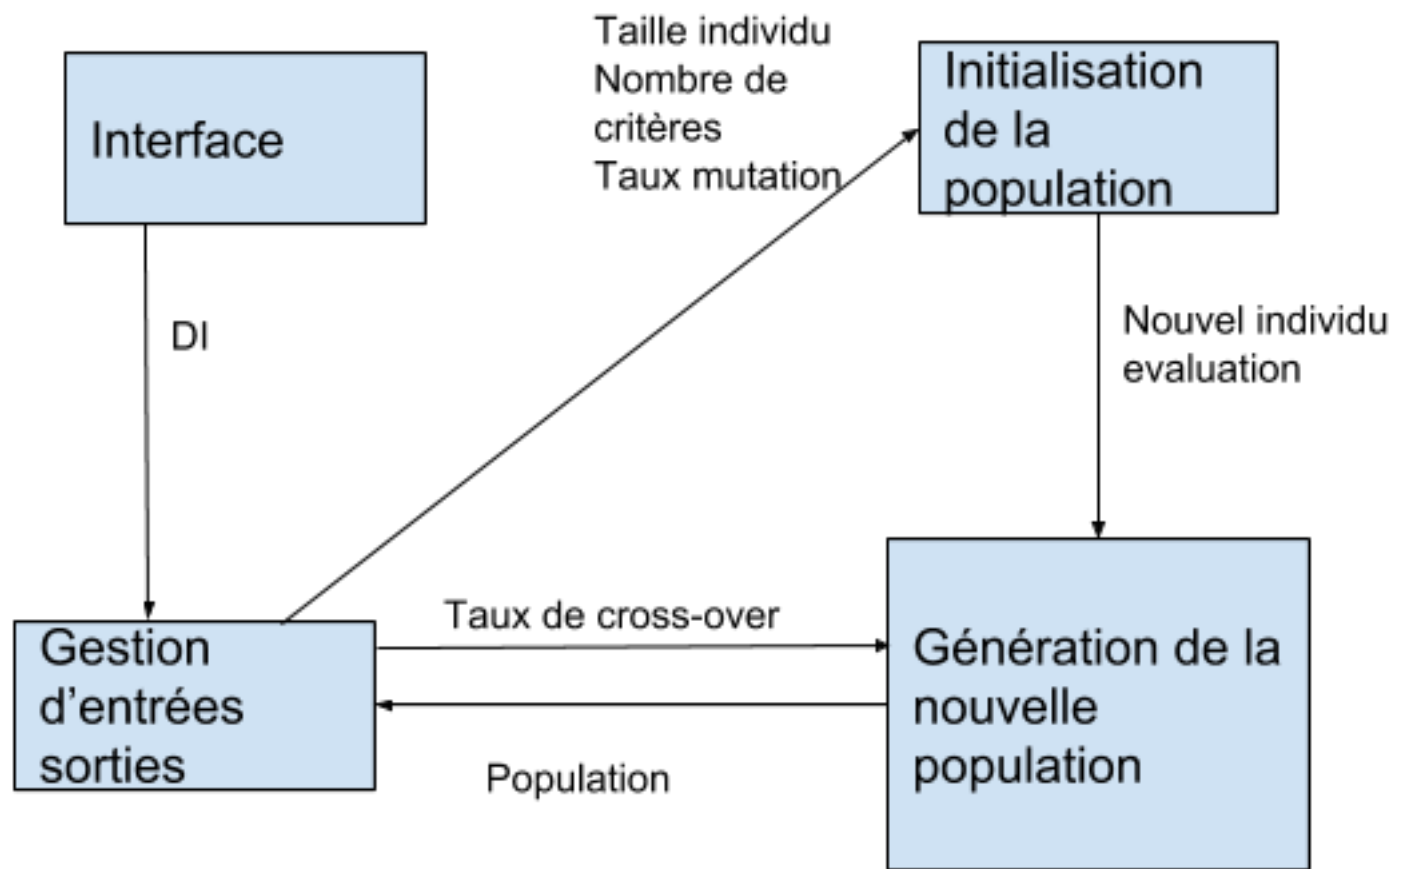 Interface
Taille individu
Nombre de
critères
Taux mutation
Initialisation
de la
population
DI
Nouvel individu
evaluation
Gestion
d’entrées
sorties
Taux de cross-over
Population
Génération de la
nouvelle
population